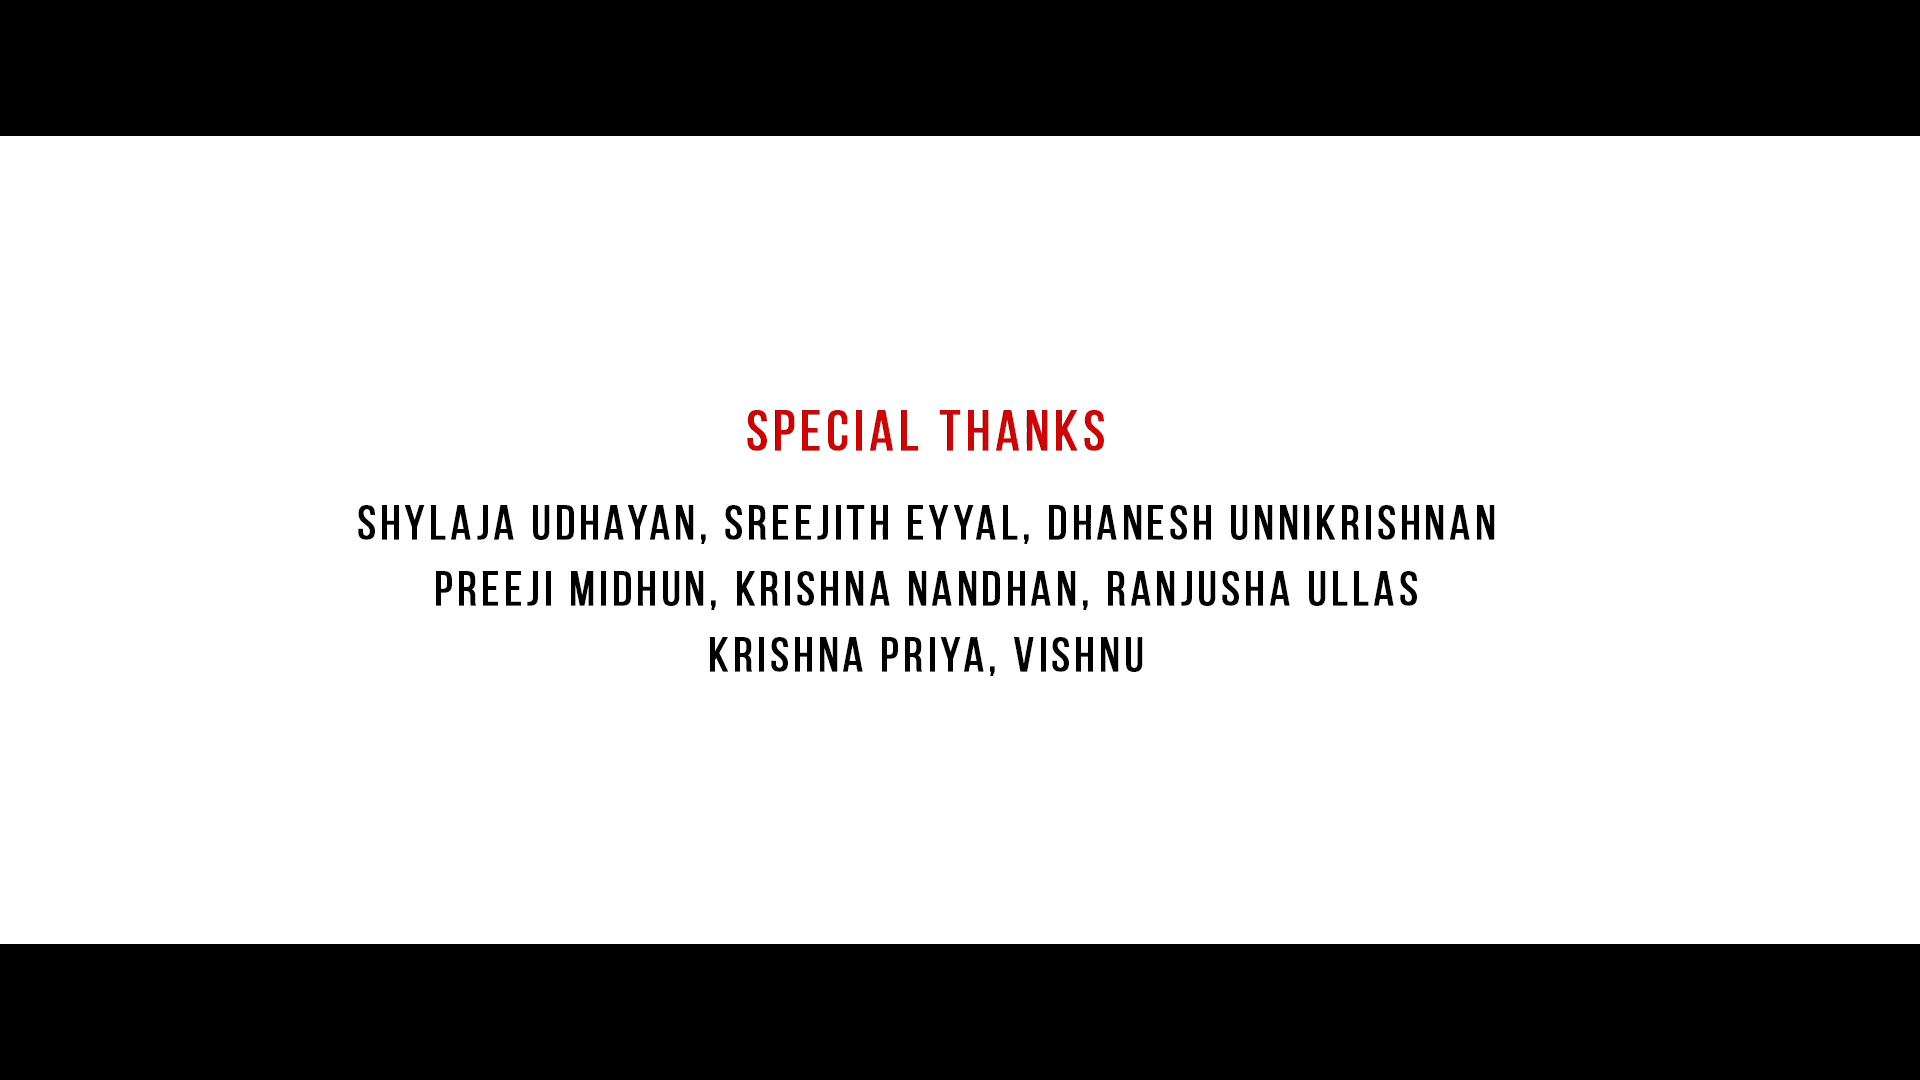 SPECIAL THANKS
SHYLAJA UDHAYAN, SREEJITH EYYAL, DHANESH UNNIKRISHNAN
PREEJI MIDHUN, KRISHNA NANDHAN, RANJUSHA ULLAS
KRISHNA PRIYA, VISHNU